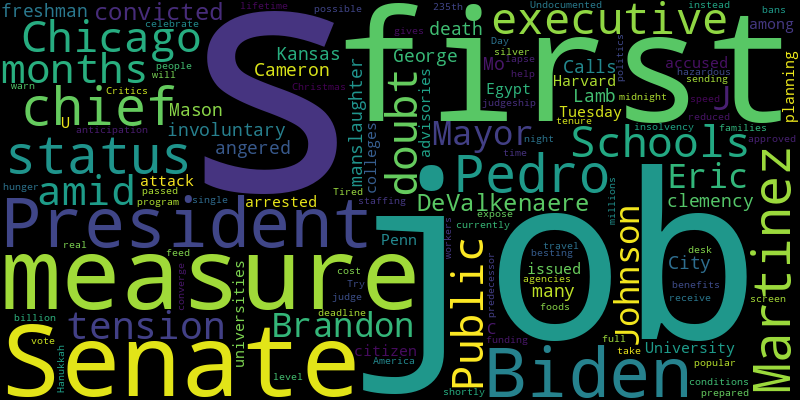 freshman convicted S first executive lifetime possible 235th Undocumented instead bans
Chicago celebrate Kansas George death gives Day silver politics among
months people will Cameron advisories Mo lapse Calls accused hazardous planning
warn Critics Christmas doubt Egypt help Harvard sending
chief Mason manslaughter judgeship Lamb midnight speed J
U anticipation involuntary colleges Mayor Tuesday tenure reduced
status angered night Schools insolvency families approved
hunger amid attack passed program single Tired staffing Pedro time Eric
President arrested DeValkenaere millions clemency Martinez
real feed Penn job expose currently workers Johnson
measure universities converge cost Try judge Public predecessor travel besting issued agencies City desk
billion tension deadline Brandon many foods benefits receive screen
Senate vote Hanukkah citizen America C funding full take University popular
level shortly Biden conditions prepared